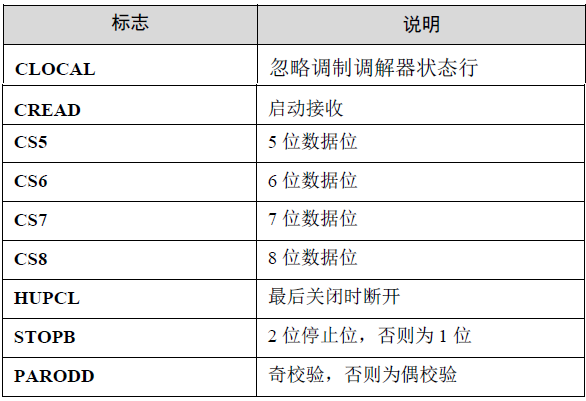 标志 说明
CLOCAL 忽略调制调解器状态行
CREAD 启动接收
CS5 5 位数据位
CS6 6 位数据位
CS7 7 位数据位
CS8 8 位数据位
HUPCL 最后关闭时断开
STOPB 2 位停止位，否则为 1 位
PARODD 奇校验，否则为偶校验